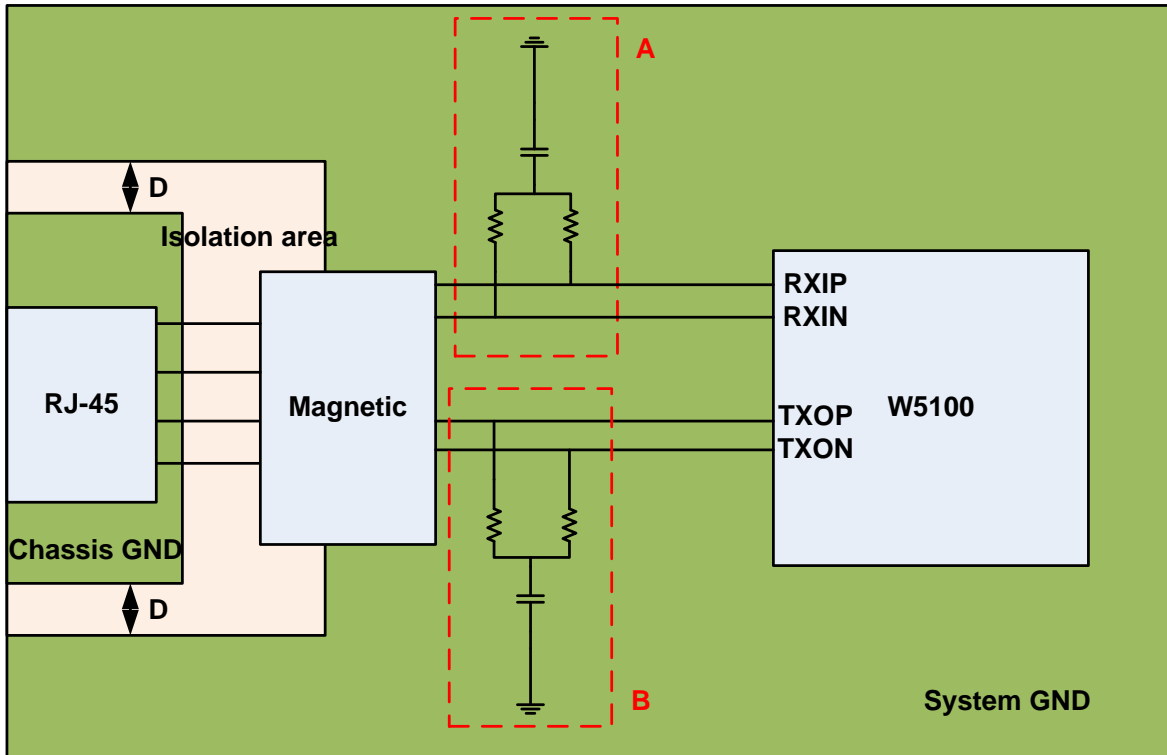 A
D
Isolation area
RXIP
RXIN
RJ-45
Magnetic
W5100
TXOP
TXON
Chassis GND
D
B
System GND